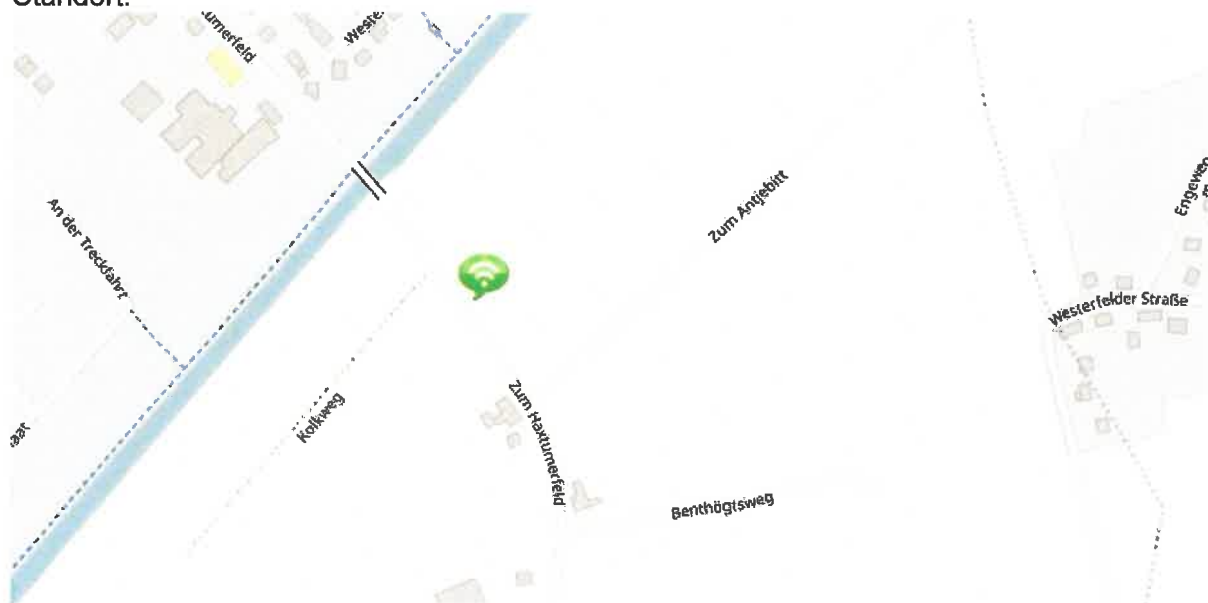 Standort:
Zum Antjebitt
An der Treckfahrt
Westerfelder Straße
Kolkweg
Zum Haxtumerfeld
Benthögtsweg